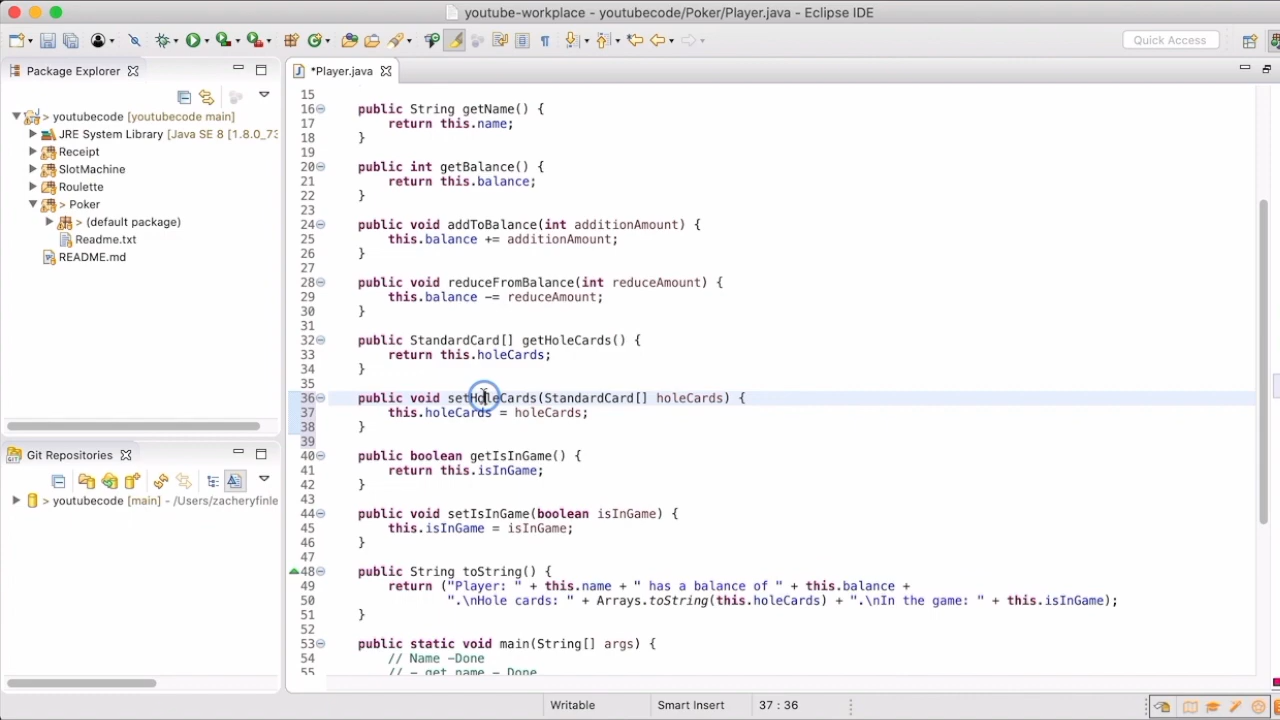 youtube-workplace - youtubecode/Poker/Player.java - Eclipse IDE
Quick Access
Package Explorer
> youtubecode [youtubecode main]
JRE System Library [Java SE 8 [1.8.0_73
Receipt
SlotMachine
Roulette
> Poker
> (default package)
Readme.txt
README.md
Git Repositories
> youtubecode [main] - /Users/zacheryfinle
*Player.java
15
16 public String getName() {
17 return this.name;
18 }
19
20 public int getBalance() {
21 return this.balance;
22 }
23
24 public void addToBalance(int additionAmount) {
25 this.balance += additionAmount;
26 }
27
28 public void reduceFromBalance(int reduceAmount) {
29 this.balance -= reduceAmount;
30 }
31
32 public StandardCard[] getHoleCards() {
33 return this.holeCards;
34 }
35
36 public void setHoleCards(StandardCard[] holeCards) {
37 this.holeCards = holeCards;
38 }
39
40 public boolean getIsInGame() {
41 return this.isInGame;
42 }
43
44 public void setIsInGame(boolean isInGame) {
45 this.isInGame = isInGame;
46 }
47
48 public String toString() {
49 return ("Player: " + this.name + " has a balance of " + this.balance +
50 ".\nHole cards: " + Arrays.toString(this.holeCards) + ".\nIn the game: " + this.isInGame);
51 }
52
53 public static void main(String[] args) {
54 // Name -Done
55 // - get name - Done
Writable
Smart Insert
37 : 36